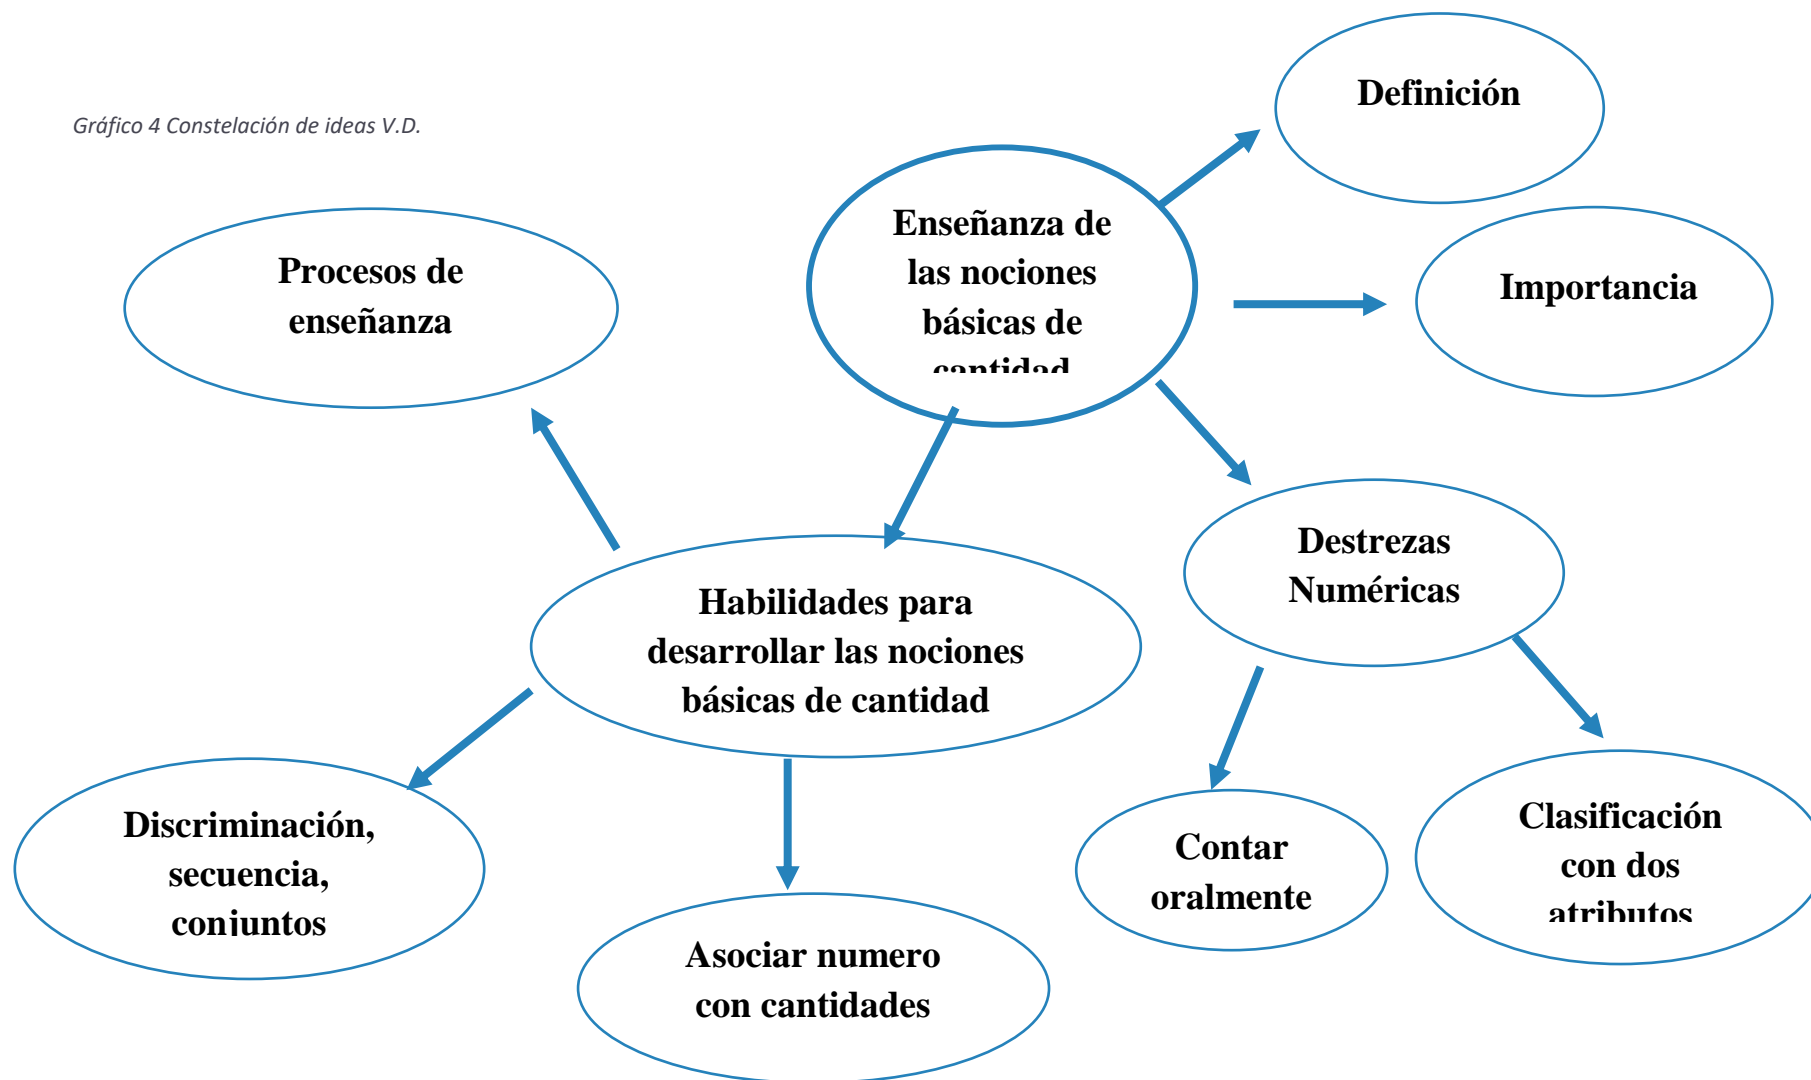 Gráfico 4 Constelación de ideas V.D.
Definición
Enseñanza de
las nociones
básicas de
cantidad
Importancia
Procesos de
enseñanza
Destrezas
Numéricas
Habilidades para
desarrollar las nociones
básicas de cantidad
Discriminación,
secuencia,
conjuntos
Asociar numero
con cantidades
Contar
oralmente
Clasificación
con dos
atributos